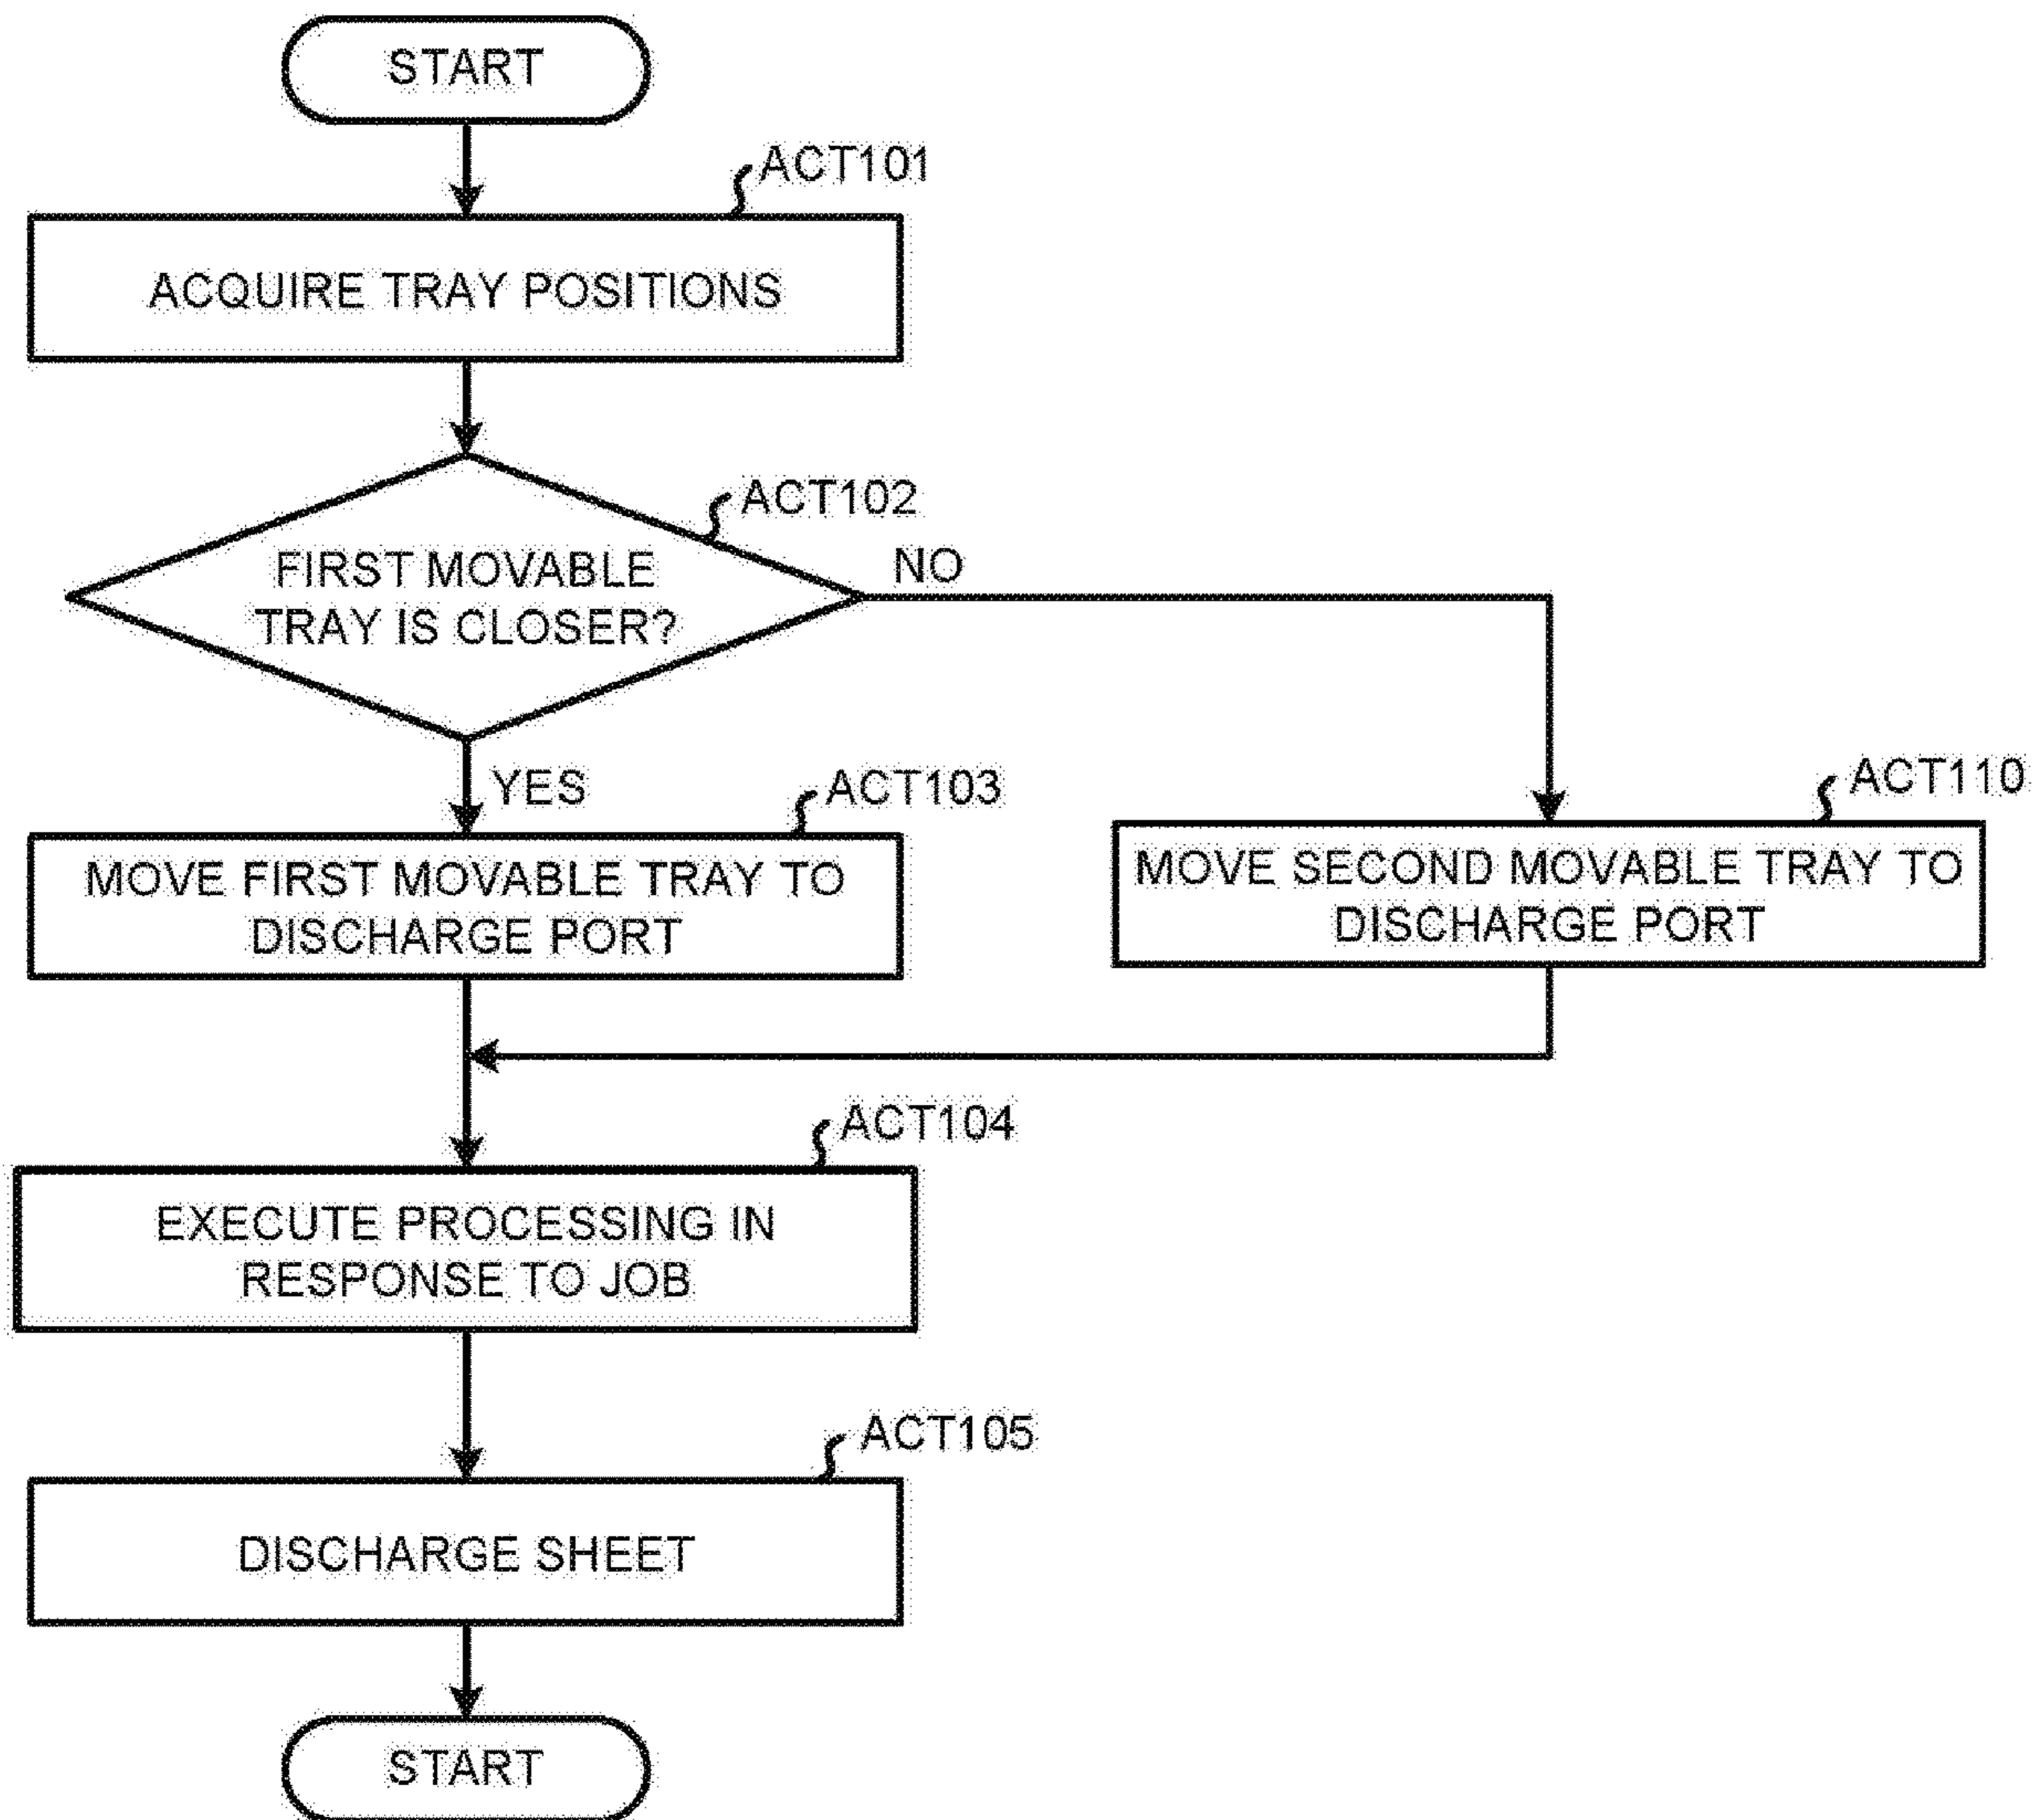 START
ACT101
ACQUIRE TRAY POSITIONS
ACT102
FIRST MOVABLE
TRAY IS CLOSER?
NO
YES
ACT103
MOVE FIRST MOVABLE TRAY TO
DISCHARGE PORT
ACT110
MOVE SECOND MOVABLE TRAY TO
DISCHARGE PORT
ACT104
EXECUTE PROCESSING IN
RESPONSE TO JOB
ACT105
DISCHARGE SHEET
START